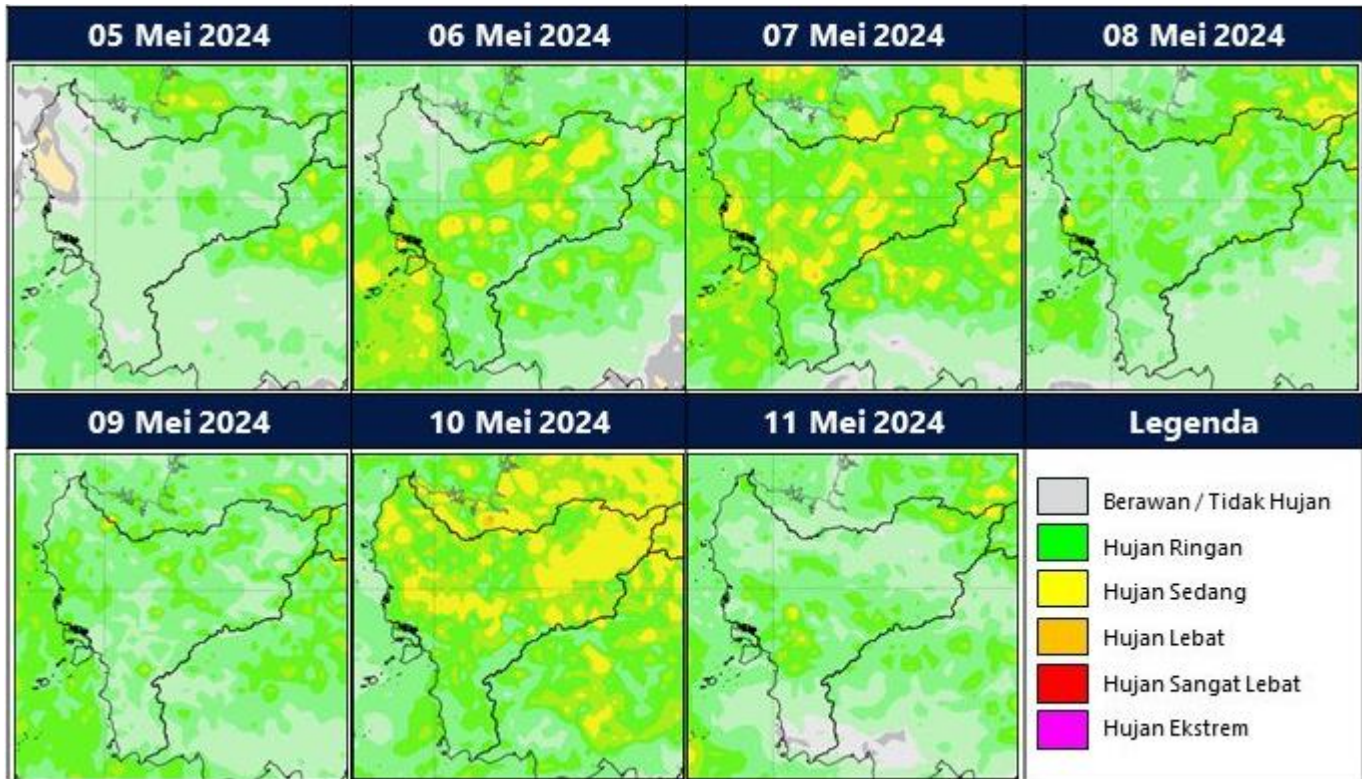 05 Mei 2024
06 Mei 2024
07 Mei 2024
08 Mei 2024
09 Mei 2024
10 Mei 2024
11 Mei 2024
Legenda
Berawan / Tidak Hujan
Hujan Ringan
Hujan Sedang
Hujan Lebat
Hujan Sangat Lebat
Hujan Ekstrem